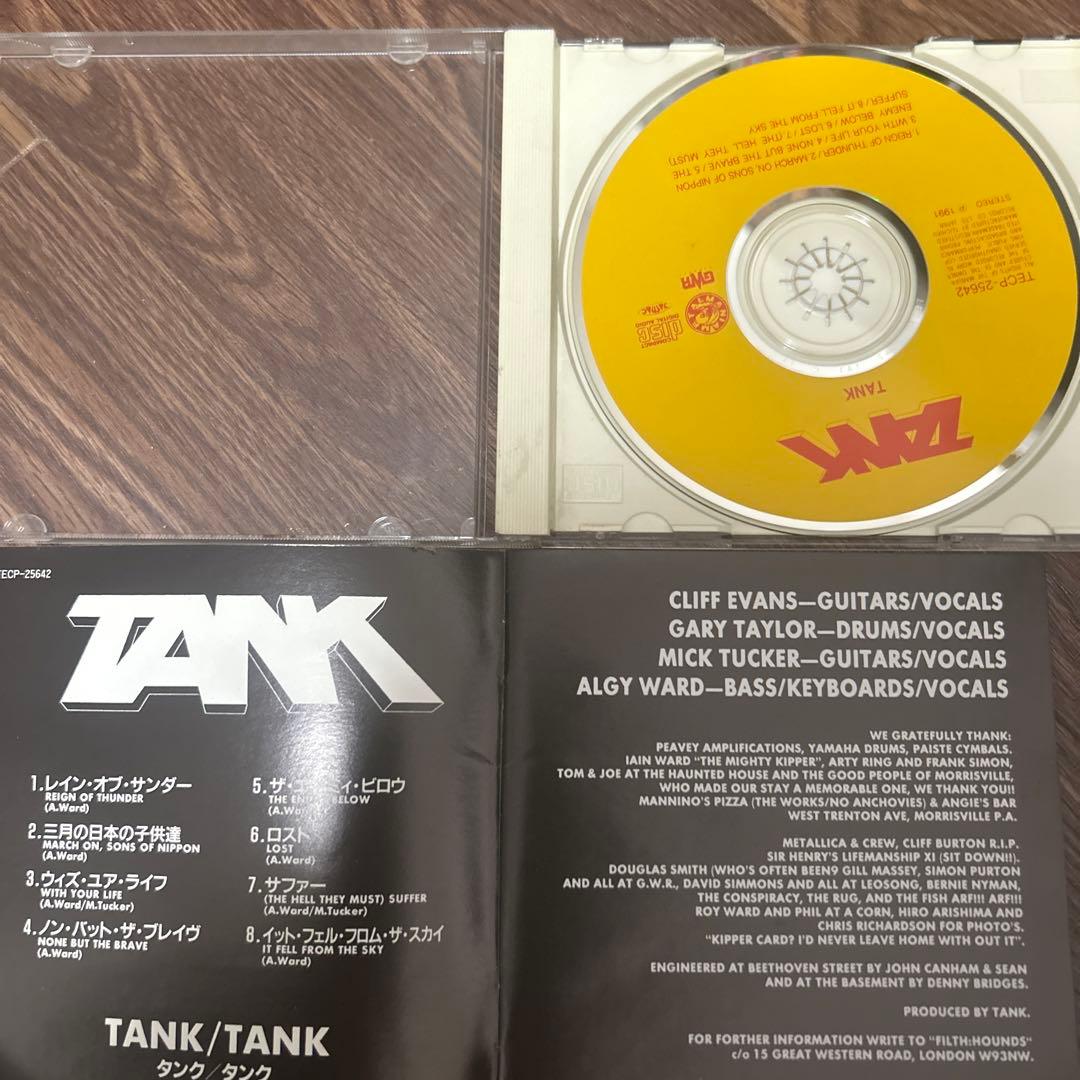 TANK
TANK
COMPACT
disc
DIGITAL AUDIO
GWR
TECP-25642
STEREO ℗ 1991
1. REIGN OF THUNDER / 2. MARCH ON, SONS OF NIPPON
3. WITH YOUR LIFE / 4. NONE BUT THE BRAVE / 5. THE
ENEMY BELOW / 6. LOST / 7. (THE HELL THEY MUST)
SUFFER / 8. IT FELL FROM THE SKY
TECP-25642
TANK
1.レイン・オブ・サンダー
REIGN OF THUNDER
(A.Ward)
2.三月の日本の子供達
MARCH ON, SONS OF NIPPON
(A.Ward)
3.ウィズ・ユア・ライフ
WITH YOUR LIFE
(A.Ward/M.Tucker)
4.ノン・バット・ザ・ブレイヴ
NONE BUT THE BRAVE
(A.Ward)
5.ザ・エネミィ・ビロウ
THE ENEMY BELOW
(A.Ward)
6.ロスト
LOST
(A.Ward)
7.サファー
(THE HELL THEY MUST) SUFFER
(A.Ward/M.Tucker)
8.イット・フェル・フロム・ザ・スカイ
IT FELL FROM THE SKY
(A.Ward)
TANK/TANK
タンク/タンク
CLIFF EVANS—GUITARS/VOCALS
GARY TAYLOR—DRUMS/VOCALS
MICK TUCKER—GUITARS/VOCALS
ALGY WARD—BASS/KEYBOARDS/VOCALS
WE GRATEFULLY THANK:
PEAVEY AMPLIFICATIONS, YAMAHA DRUMS, PAISTE CYMBALS.
IAIN WARD "THE MIGHTY KIPPER", ARTY RING AND FRANK SIMON,
TOM & JOE AT THE HAUNTED HOUSE AND THE GOOD PEOPLE OF MORRISVILLE,
WHO MADE OUR STAY A MEMORABLE ONE, WE THANK YOU!!
MANNINO'S PIZZA (THE WORKS/NO ANCHOVIES) & ANGIE'S BAR
WEST TRENTON AVE, MORRISVILLE P.A.
METALLICA & CREW, CLIFF BURTON R.I.P.
SIR HENRY'S LIFEMANSHIP XI (SIT DOWN!!).
DOUGLAS SMITH (WHO'S OFTEN BEEN9 GILL MASSEY, SIMON PURTON
AND ALL AT G.W.R., DAVID SIMMONS AND ALL AT LEOSONG, BERNIE NYMAN,
THE CONSPIRACY, THE RUG, AND THE FISH ARF!!! ARF!!!
ROY WARD AND PHIL AT A CORN, HIRO ARISHIMA AND
CHRIS RICHARDSON FOR PHOTO'S.
"KIPPER CARD? I'D NEVER LEAVE HOME WITH OUT IT".
ENGINEERED AT BEETHOVEN STREET BY JOHN CANHAM & SEAN
AND AT THE BASEMENT BY DENNY BRIDGES.
PRODUCED BY TANK.
FOR FORTHER INFORMATION WRITE TO "FILTH:HOUNDS"
c/o 15 GREAT WESTERN ROAD, LONDON W93NW.